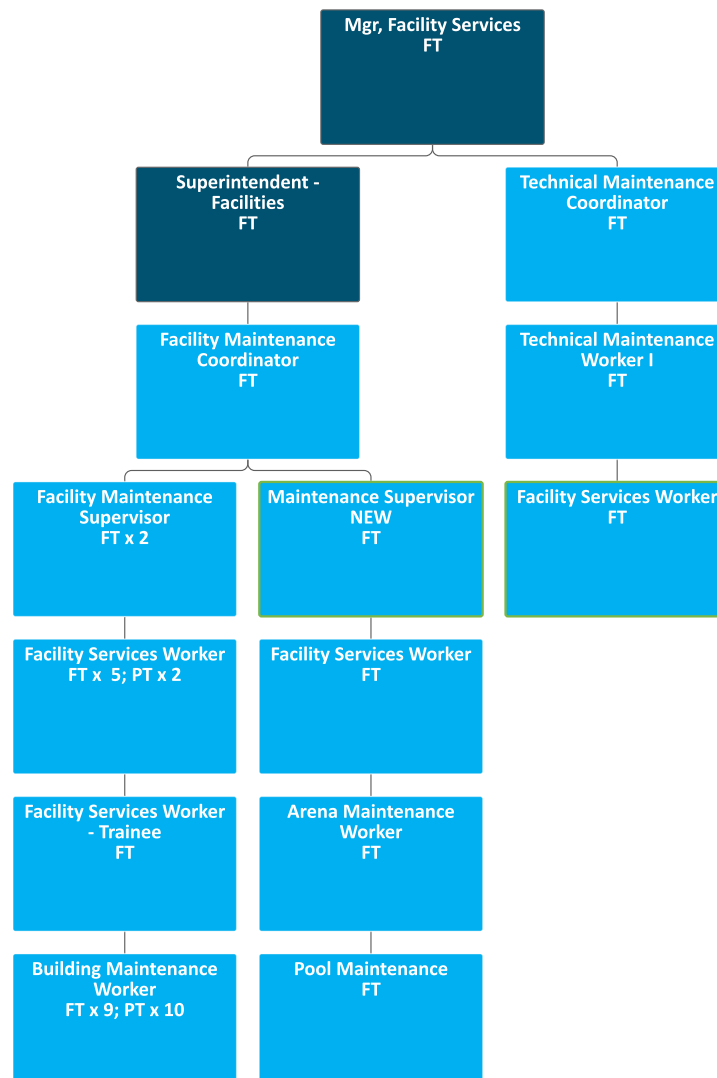 Mgr, Facility Services
FT
Superintendent -
Facilities
FT
Technical Maintenance
Coordinator
FT
Facility Maintenance
Coordinator
FT
Technical Maintenance
Worker I
FT
Facility Maintenance
Supervisor
FT x 2
Maintenance Supervisor
NEW
FT
Facility Services Worker
FT
Facility Services Worker
FT x  5; PT x 2
Facility Services Worker
FT
Facility Services Worker
- Trainee
FT
Arena Maintenance
Worker
FT
Building Maintenance
Worker
FT x 9; PT x 10
Pool Maintenance
FT